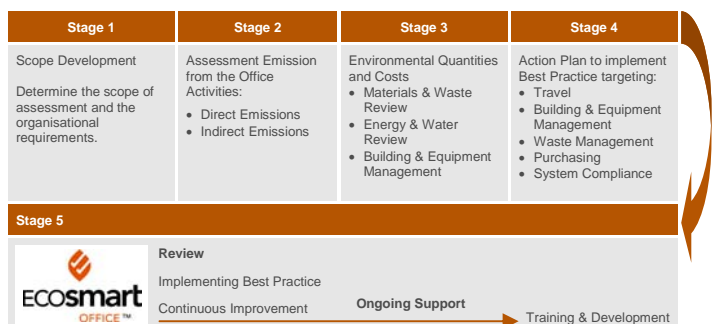 Stage 1
Stage 2
Stage 3
Stage 4
Scope Development
Determine the scope of
assessment and the
organisational
requirements.
Assessment Emission
from the Office
Activities:
• Direct Emissions
• Indirect Emissions
Environmental Quantities
and Costs
• Materials & Waste
Review
• Energy & Water
Review
• Building & Equipment
Management
Action Plan to implement
Best Practice targeting:
• Travel
• Building & Equipment
Management
• Waste Management
• Purchasing
• System Compliance
Stage 5
ECOsmart
OFFICE™
Review
Implementing Best Practice
Continuous Improvement
Ongoing Support
Training & Development